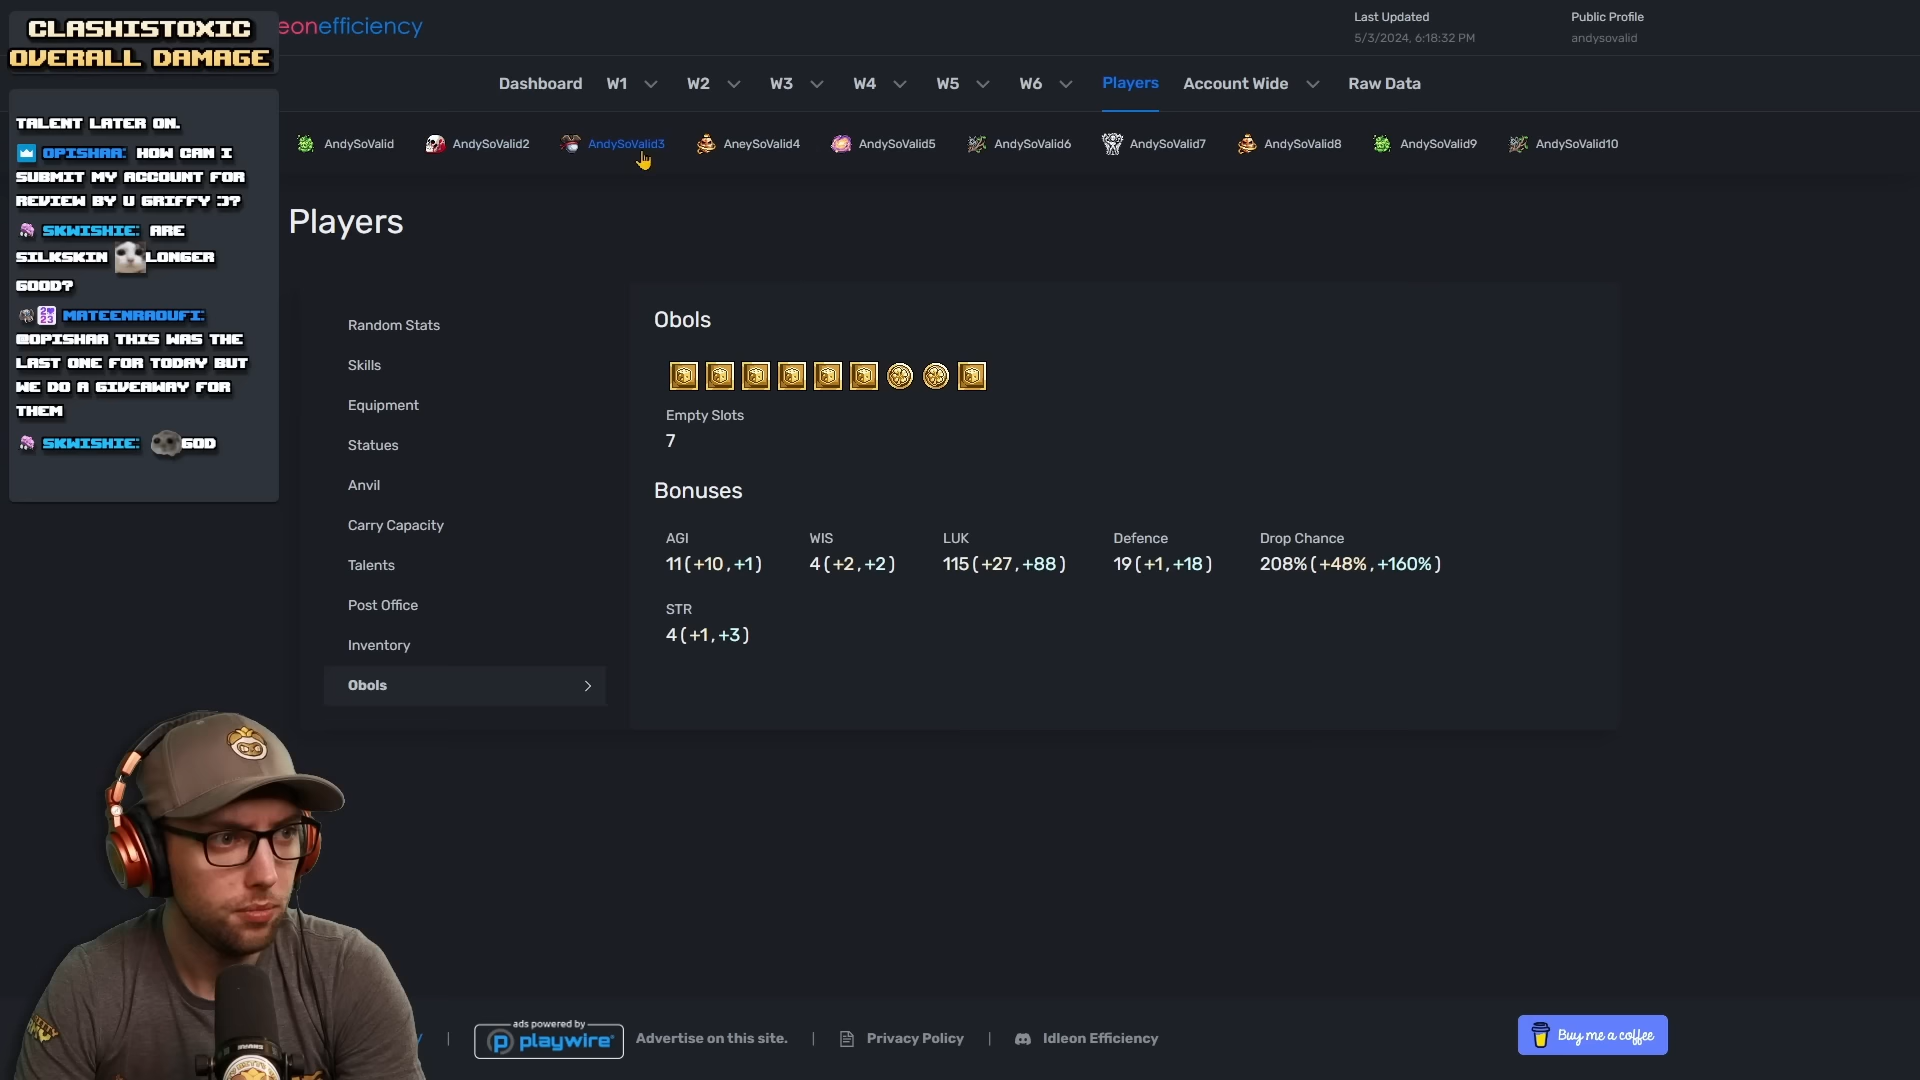 CLASHISTOXIC
OVERALL DAMAGE
eonefficiency
Last Updated
5/3/2024, 6:18:32 PM
Public Profile
andysovalid
Dashboard W1 W2 W3 W4 W5 W6 Players Account Wide Raw Data
AndySoValid AndySoValid2 AndySoValid3 AneySoValid4 AndySoValid5 AndySoValid6 AndySoValid7 AndySoValid8 AndySoValid9 AndySoValid10
TALENT LATER ON.
OPISHAA: HOW CAN I
SUBMIT MY ACCOUNT FOR
REVIEW BY U GRIFFY :)?
SKWISHIE: ARE
SILKSKIN LONGER
GOOD?
2023
MATEENRAOUFI:
@OPISHAA THIS WAS THE
LAST ONE FOR TODAY BUT
WE DO A GIVEAWAY FOR
THEM
SKWISHIE: GOD
Players
Random Stats
Skills
Equipment
Statues
Anvil
Carry Capacity
Talents
Post Office
Inventory
Obols
Obols
Empty Slots
7
Bonuses
AGI
11(+10,+1)
WIS
4(+2,+2)
LUK
115(+27,+88)
Defence
19(+1,+18)
Drop Chance
208%(+48%,+160%)
STR
4(+1,+3)
ads powered by
playwire
Advertise on this site.
Privacy Policy
Idleon Efficiency
Buy me a coffee